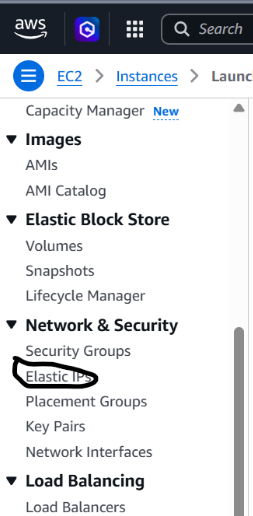 aws
Search
EC2 > Instances > Launc
Capacity Manager New
Images
AMIs
AMI Catalog
Elastic Block Store
Volumes
Snapshots
Lifecycle Manager
Network & Security
Security Groups
Elastic IPs
Placement Groups
Key Pairs
Network Interfaces
Load Balancing
Load Balancers